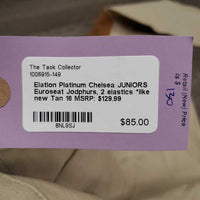 The Tack Collector
1006915-149
Elation Platinum Chelsea JUNIORS
Euroseat Jodphurs, 2 elastics *like
new Tan 16 MSRP: $129.99
8NL9SJ
$85.00
Retail (New) Price
is $ 130